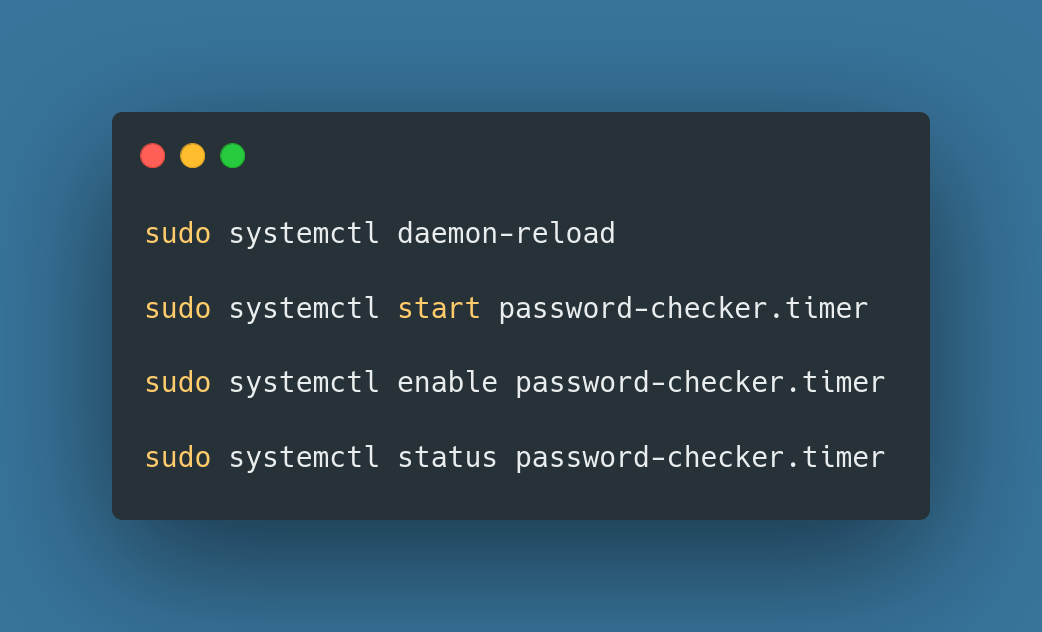 sudo systemctl daemon-reload
sudo systemctl start password-checker.timer
sudo systemctl enable password-checker.timer
sudo systemctl status password-checker.timer